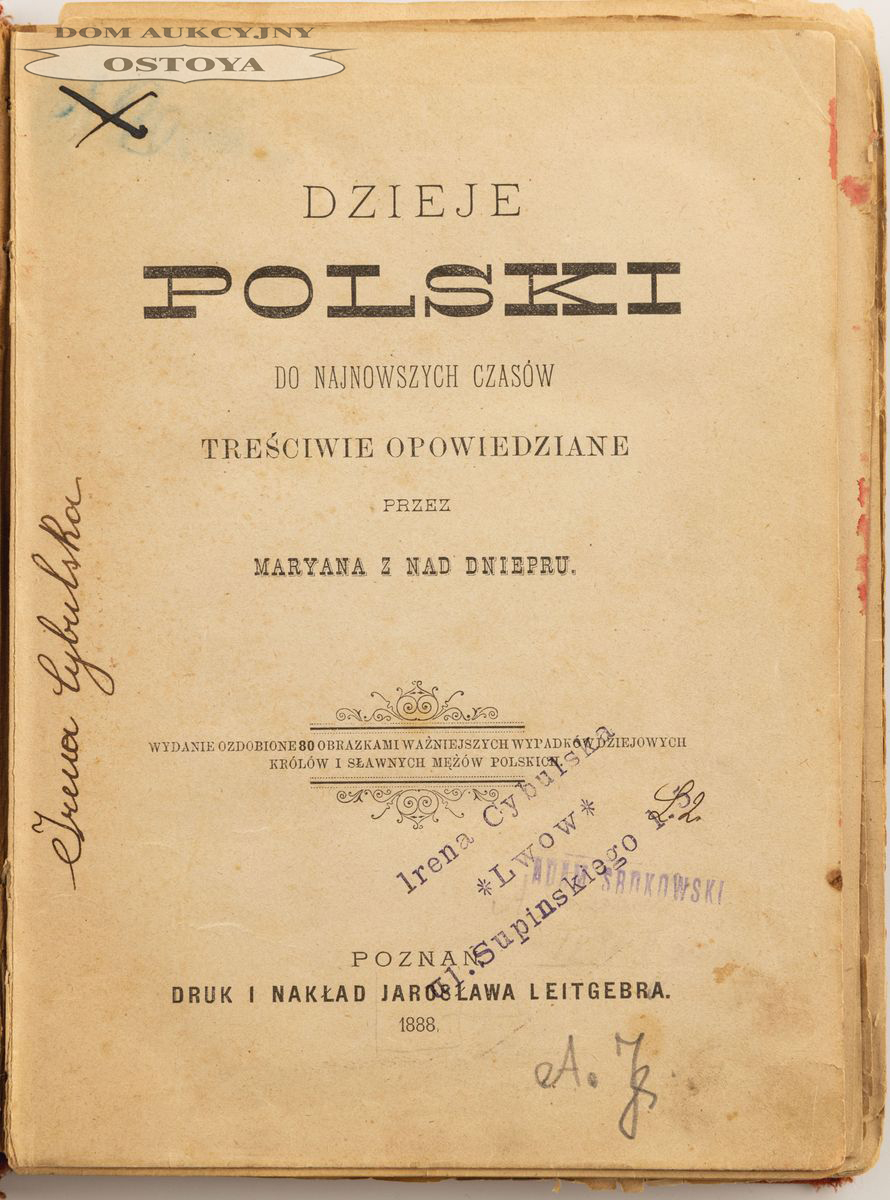 DOM AUKCYJNY
OSTOYA
DZIEJE
POLSKI
DO NAJNOWSZYCH CZASÓW
TREŚCIWIE OPOWIEDZIANE
PRZEZ
MARYANA Z NAD DNIEPRU.
Irena Cybulska
WYDANIE OZDOBIONE 80 OBRAZKAMI WAŻNIEJSZYCH WYPADKÓW DZIEJOWYCH
KRÓLÓW I SŁAWNYCH MĘŻÓW POLSKICH.
Irena Cybulska
*Lwow*
ul. Supinskiego
ADAM SROKOWSKI
POZNAŃ
DRUK I NAKŁAD JAROSŁAWA LEITGEBRA.
1888.